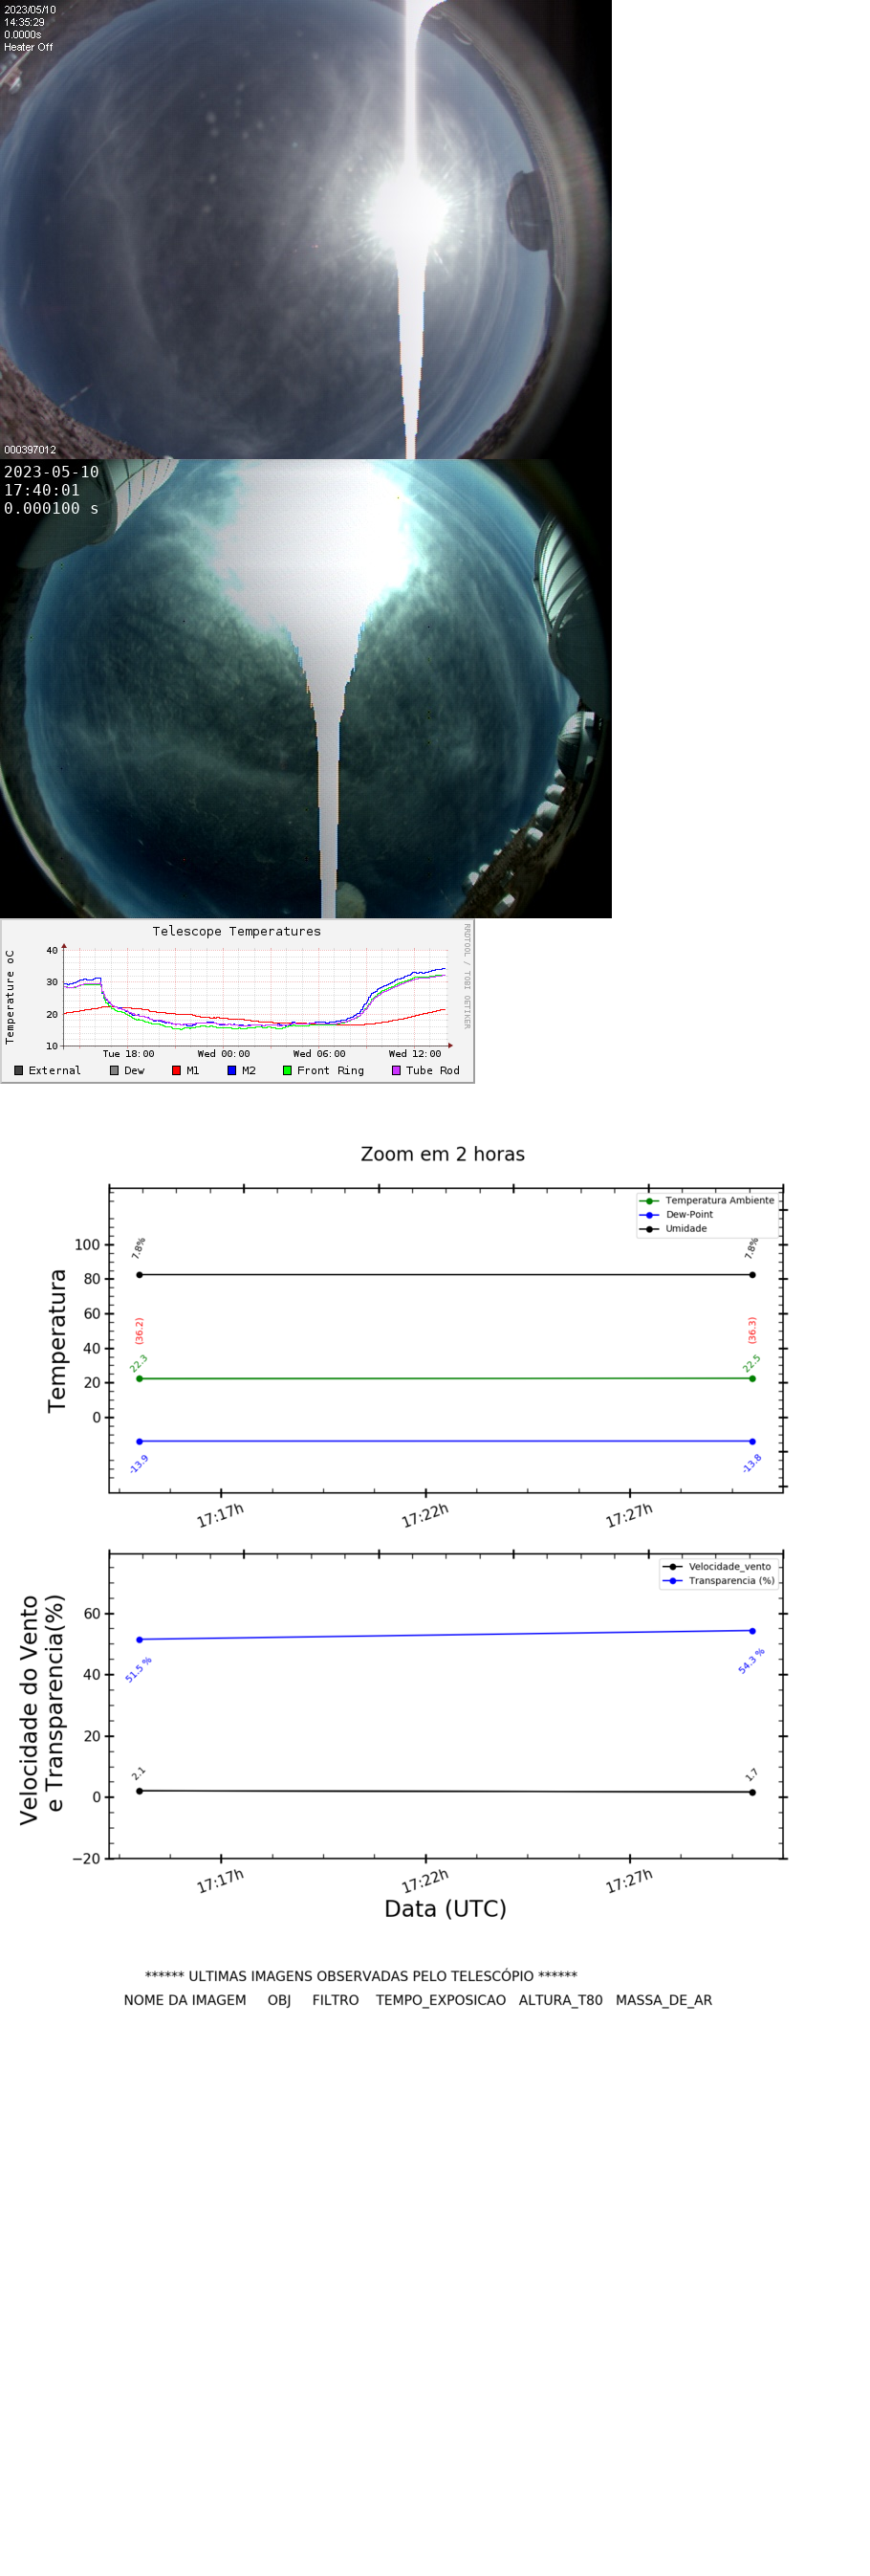 2023/05/10
14:35:29
0.0000s
Heater Off
000397012
2023-05-10
17:40:01
0.000100 s
Telescope Temperatures
RRDTOOL / TOBI OETIKER
Temperature oC
40
30
20
10
Tue 18:00 Wed 00:00 Wed 06:00 Wed 12:00
External Dew M1 M2 Front Ring Tube Rod
Zoom em 2 horas
Temperatura Ambiente
Dew-Point
Umidade
Temperatura
100
80
60
40
20
0
7.8% 7.8%
(36.2) (36.3)
22.3 22.5
-13.9 -13.8
17:17h 17:22h 17:27h
Velocidade_vento
Transparencia (%)
Velocidade do Vento
e Transparencia(%)
60
40
20
0
−20
51.5 % 54.3 %
2.1 1.7
17:17h 17:22h 17:27h
Data (UTC)
****** ULTIMAS IMAGENS OBSERVADAS PELO TELESCÓPIO ******
NOME DA IMAGEM OBJ FILTRO TEMPO_EXPOSICAO ALTURA_T80 MASSA_DE_AR